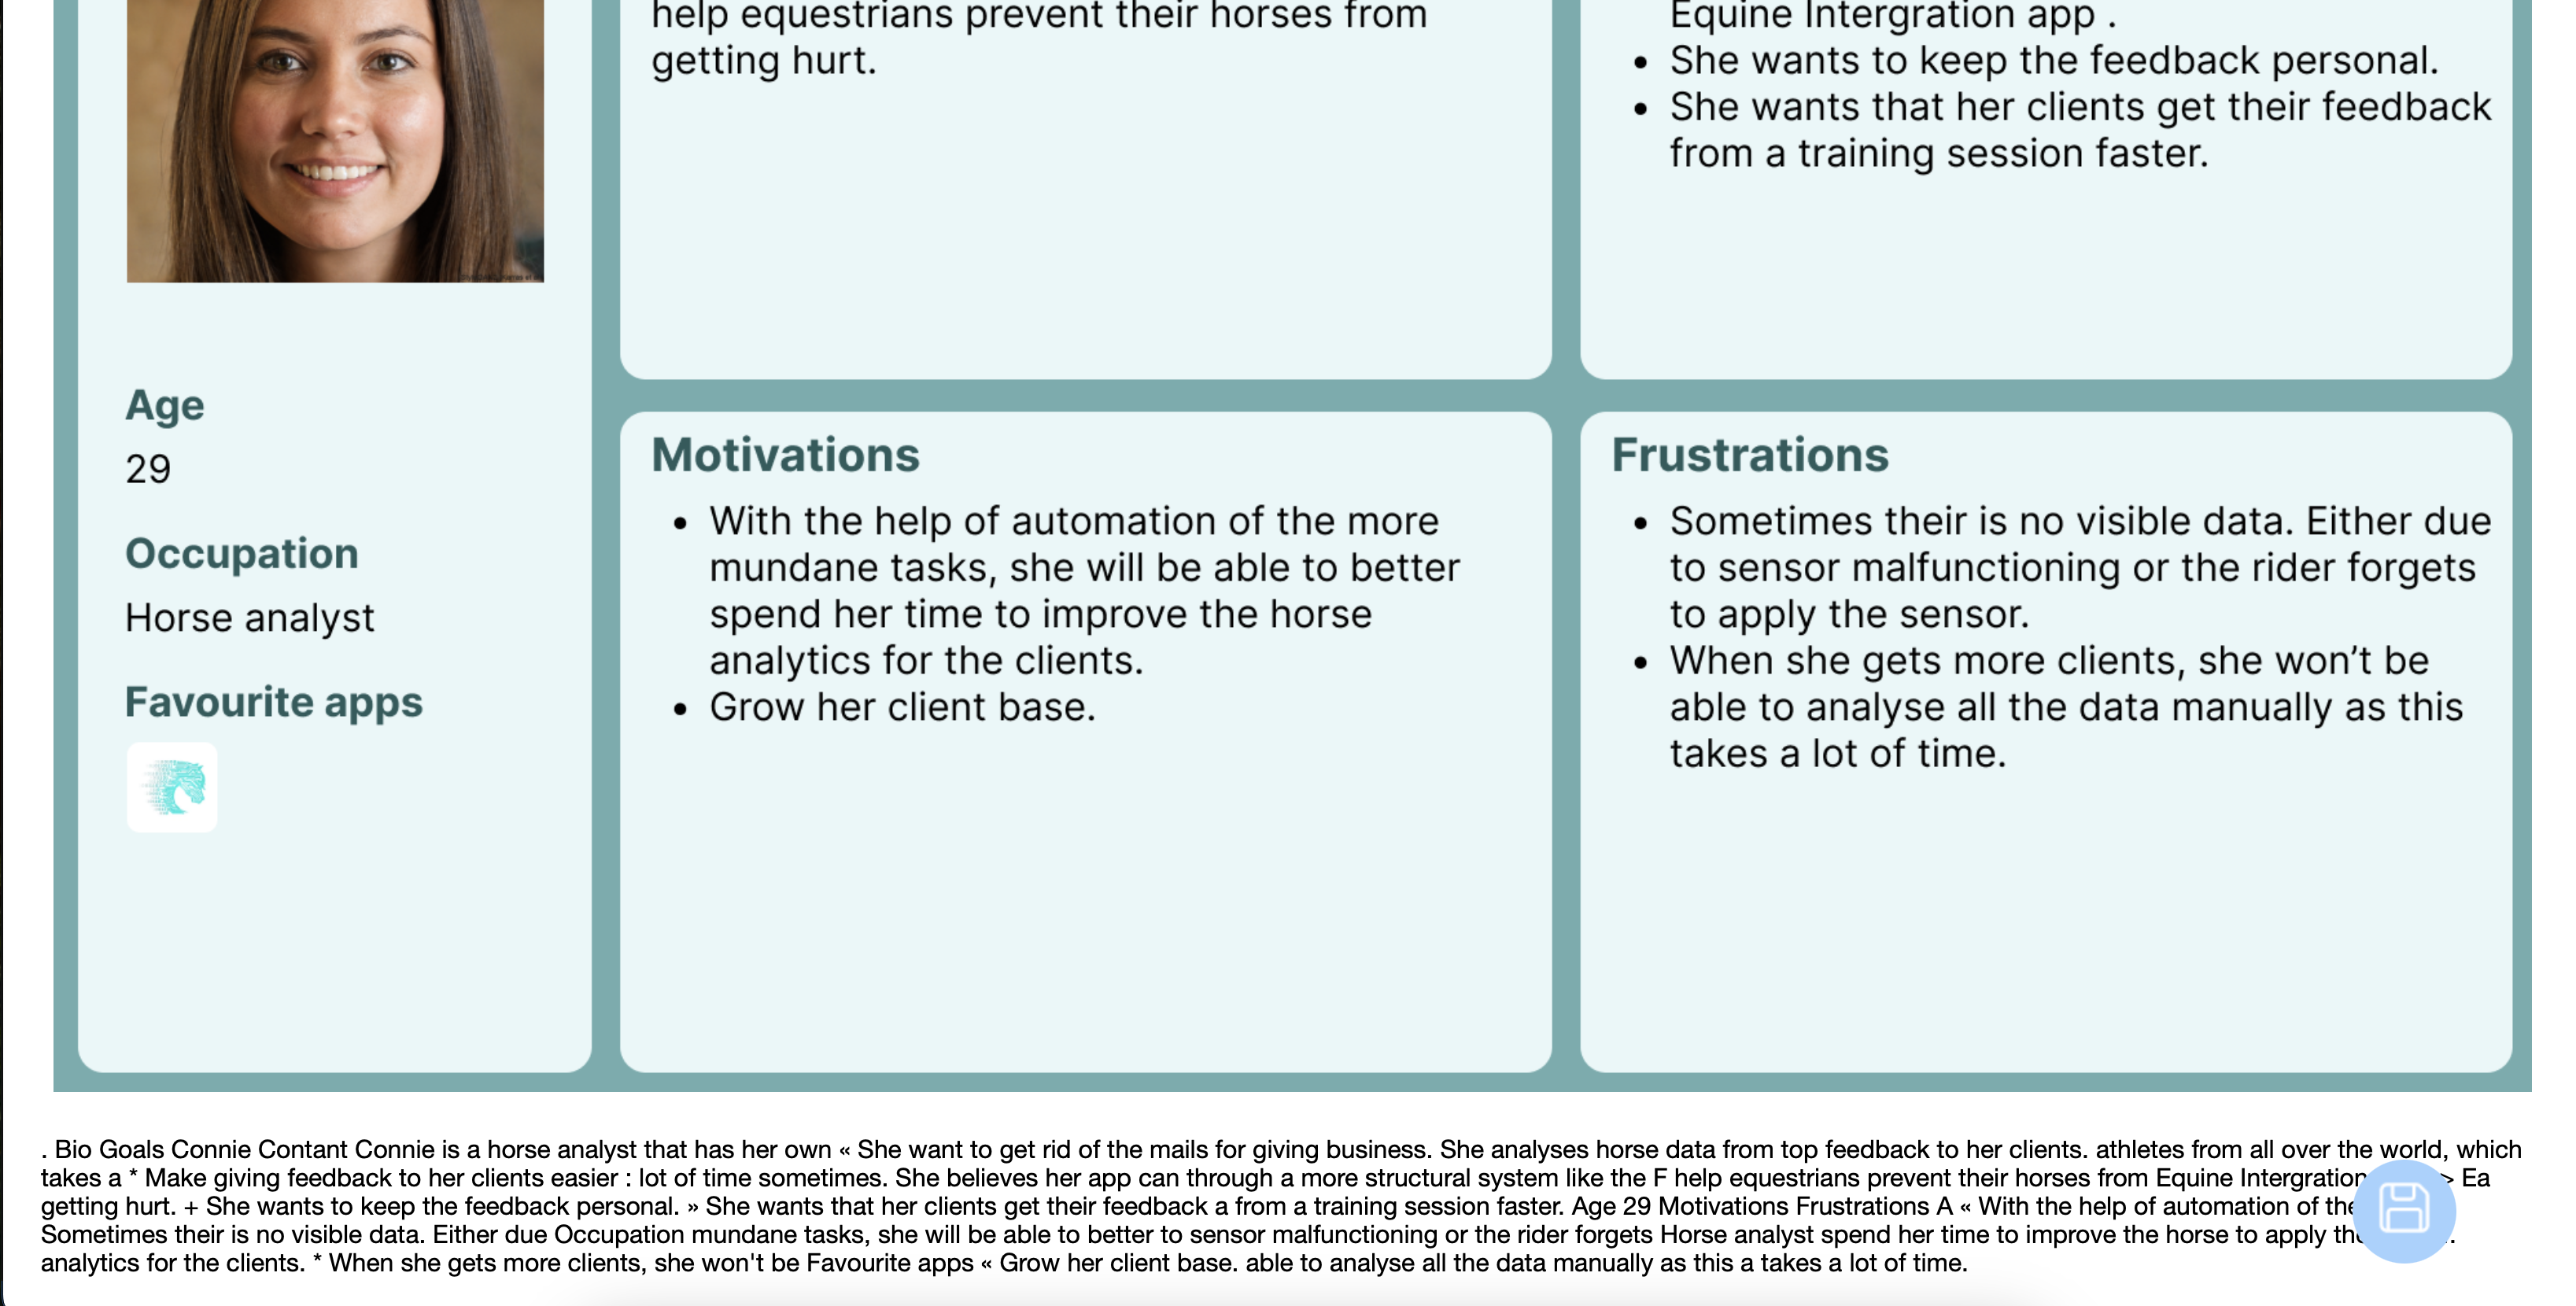 help equestrians prevent their horses from
getting hurt.
Equine Intergration app .
• She wants to keep the feedback personal.
• She wants that her clients get their feedback
from a training session faster.
Age
29
Occupation
Horse analyst
Favourite apps
Motivations
• With the help of automation of the more
mundane tasks, she will be able to better
spend her time to improve the horse
analytics for the clients.
• Grow her client base.
Frustrations
• Sometimes their is no visible data. Either due
to sensor malfunctioning or the rider forgets
to apply the sensor.
• When she gets more clients, she won’t be
able to analyse all the data manually as this
takes a lot of time.
. Bio Goals Connie Contant Connie is a horse analyst that has her own « She want to get rid of the mails for giving business. She analyses horse data from top feedback to her clients. athletes from all over the world, which
takes a * Make giving feedback to her clients easier : lot of time sometimes. She believes her app can through a more structural system like the F help equestrians prevent their horses from Equine Intergration > Ea
getting hurt. + She wants to keep the feedback personal. » She wants that her clients get their feedback a from a training session faster. Age 29 Motivations Frustrations A « With the help of automation of the
Sometimes their is no visible data. Either due Occupation mundane tasks, she will be able to better to sensor malfunctioning or the rider forgets Horse analyst spend her time to improve the horse to apply the .
analytics for the clients. * When she gets more clients, she won't be Favourite apps « Grow her client base. able to analyse all the data manually as this a takes a lot of time.